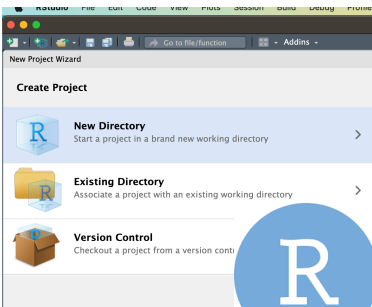 RStudio File Edit Code View Plots Session Build Debug Profile
Go to file/function Addins
New Project Wizard
Create Project
R
New Directory
Start a project in a brand new working directory
R
Existing Directory
Associate a project with an existing working directory
Version Control
Checkout a project from a version cont
R